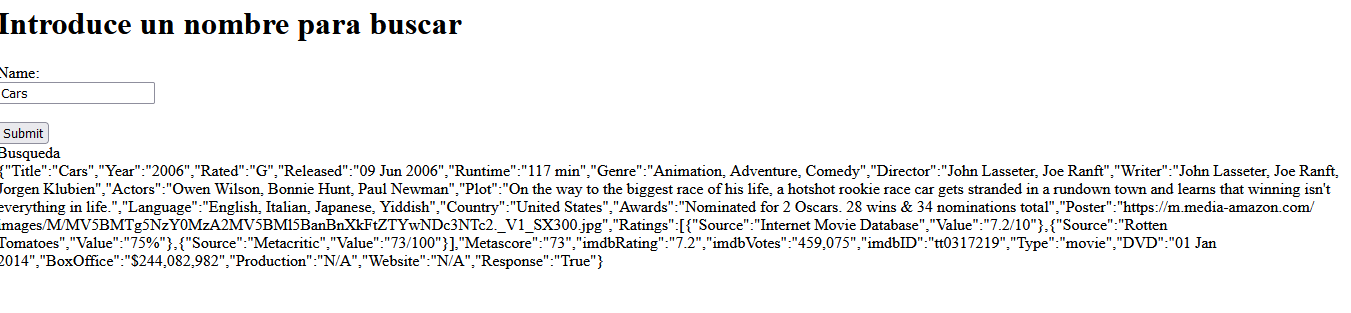 Introduce un nombre para buscar
Name:
Cars
Submit
Busqueda
{"Title":"Cars","Year":"2006","Rated":"G","Released":"09 Jun 2006","Runtime":"117 min","Genre":"Animation, Adventure, Comedy","Director":"John Lasseter, Joe Ranft","Writer":"John Lasseter, Joe Ranft,
Jorgen Klubien","Actors":"Owen Wilson, Bonnie Hunt, Paul Newman","Plot":"On the way to the biggest race of his life, a hotshot rookie race car gets stranded in a rundown town and learns that winning isn't
everything in life.","Language":"English, Italian, Japanese, Yiddish","Country":"United States","Awards":"Nominated for 2 Oscars. 28 wins & 34 nominations total","Poster":"https://m.media-amazon.com/
images/M/MV5BMTg5NzY0MzA2MV5BMl5BanBnXkFtZTYwNDc3NTc2._V1_SX300.jpg","Ratings":[{"Source":"Internet Movie Database","Value":"7.2/10"},{"Source":"Rotten
Tomatoes","Value":"75%"},{"Source":"Metacritic","Value":"73/100"}],"Metascore":"73","imdbRating":"7.2","imdbVotes":"459,075","imdbID":"tt0317219","Type":"movie","DVD":"01 Jan
2014","BoxOffice":"$244,082,982","Production":"N/A","Website":"N/A","Response":"True"}